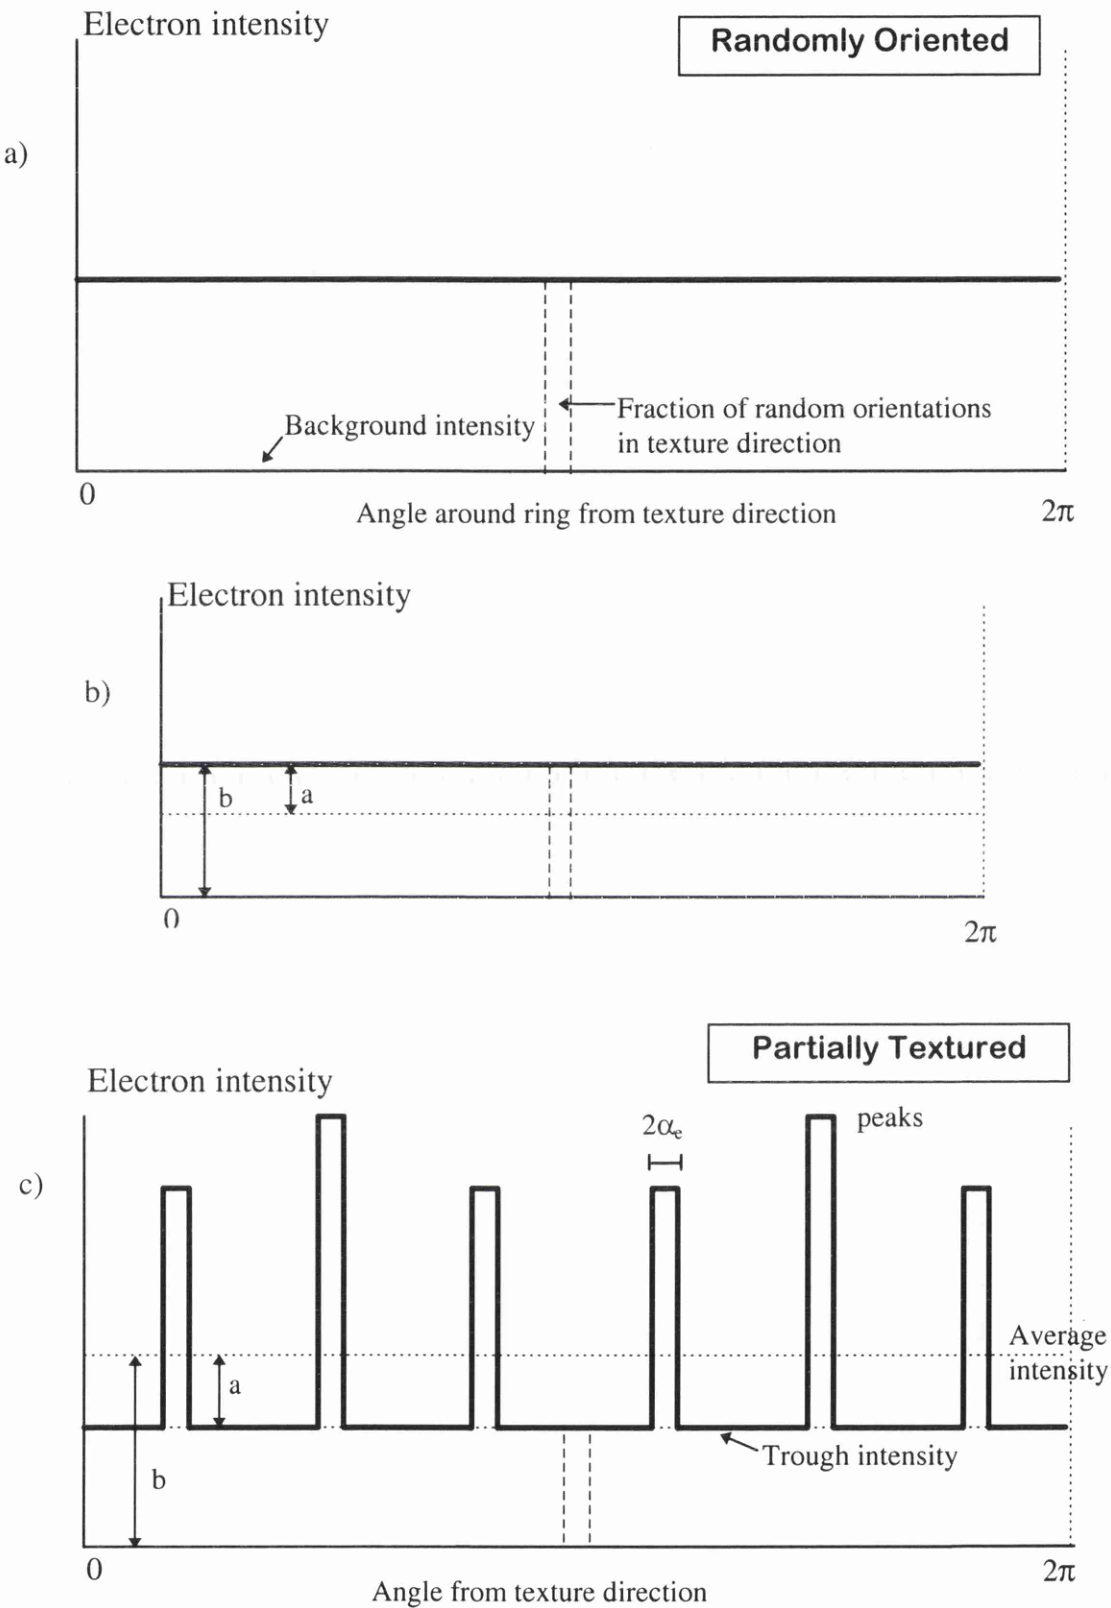 Electron intensity
Randomly Oriented
a)
Fraction of random orientations
in texture direction
Background intensity
0
2π
Angle around ring from texture direction
Electron intensity
b)
b
a
0
2π
Partially Textured
Electron intensity
2αₑ
peaks
c)
Average
intensity
a
Trough intensity
b
0
2π
Angle from texture direction